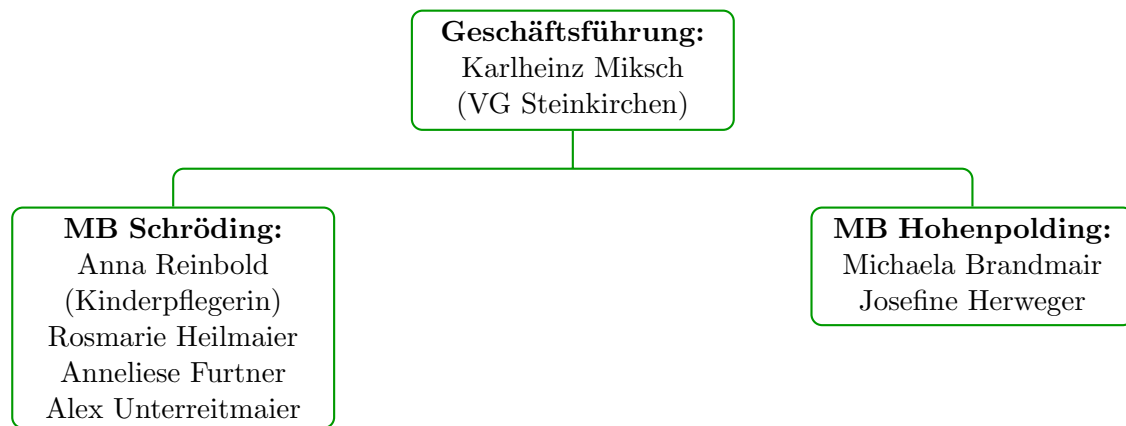 Geschäftsführung:
Karlheinz Miksch
(VG Steinkirchen)
MB Schröding:
Anna Reinbold
(Kinderpflegerin)
Rosmarie Heilmaier
Anneliese Furtner
Alex Unterreitmaier
MB Hohenpolding:
Michaela Brandmair
Josefine Herweger